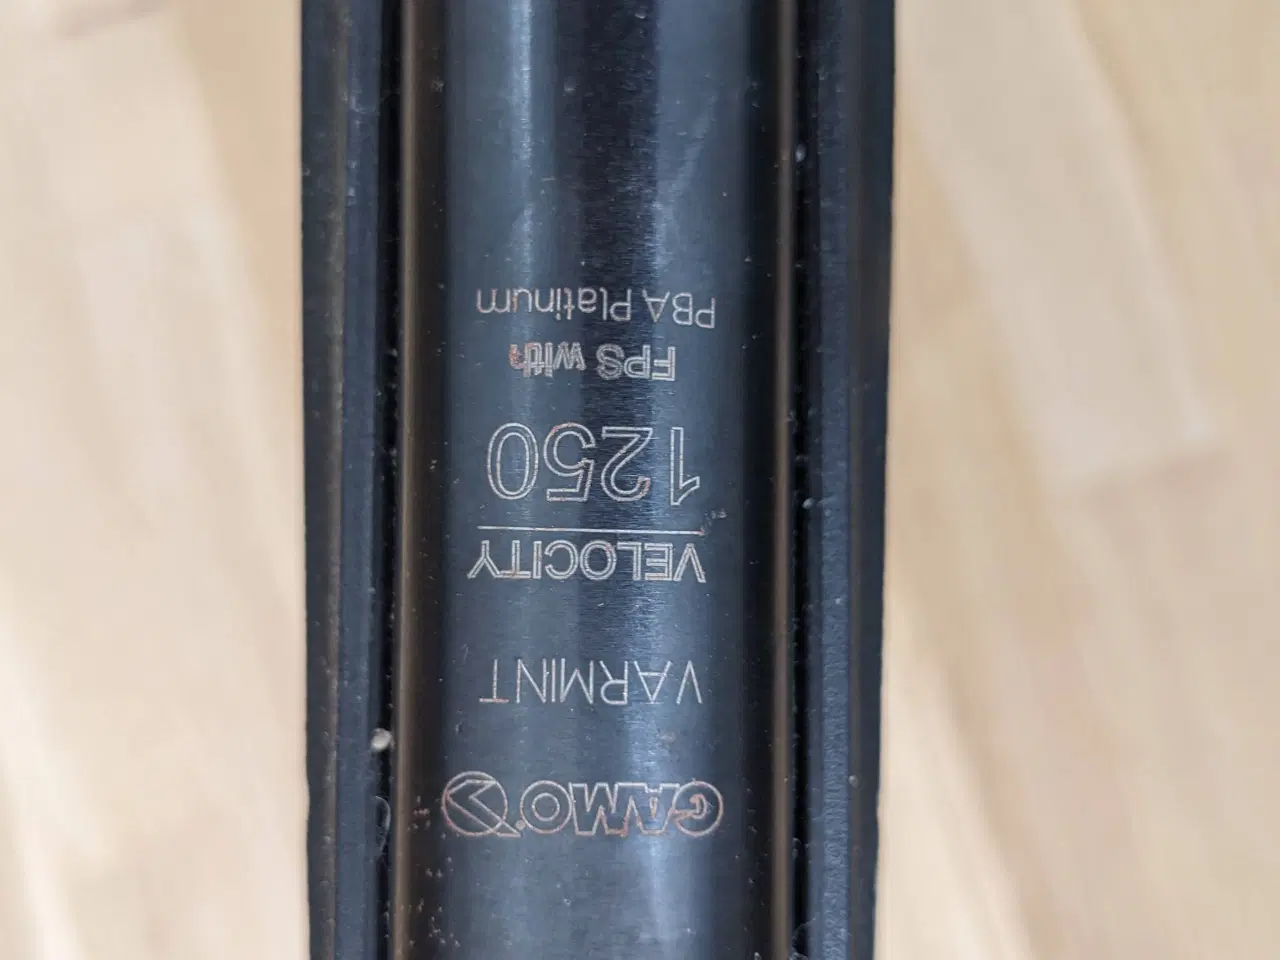 GAMO
VARMINT
VELOCITY
1250
FPS with
PBA Platinum